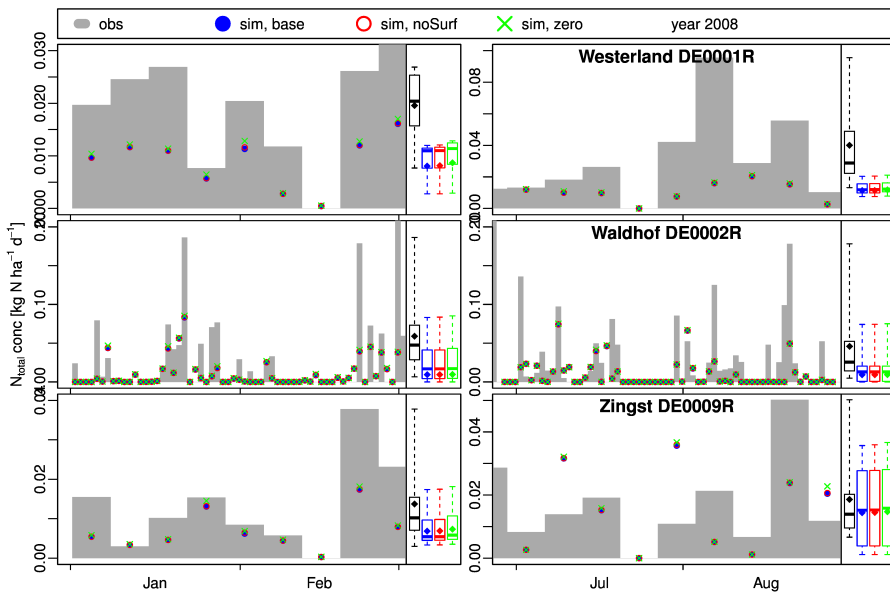 obs sim, base sim, noSurf sim, zero year 2008
Westerland DE0001R
0.000 0.010 0.020 0.030
0.00 0.04 0.08
Waldhof DE0002R
N total conc [kg N ha⁻¹ d⁻¹]
0.00 0.10 0.20
0.00 0.10 0.20
Zingst DE0009R
0.00 0.02 0.04
0.00 0.02 0.04
Jan Feb Jul Aug